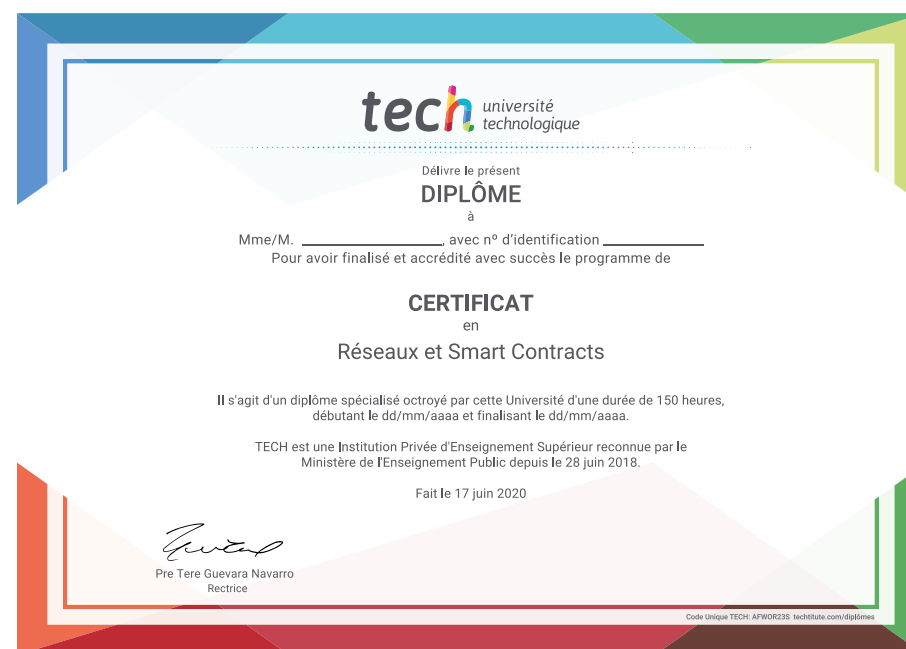 tech université
technologique
Délivre le présent
DIPLÔME
à
Mme/M. ____________________, avec nº d'identification ______________
Pour avoir finalisé et accrédité avec succès le programme de
CERTIFICAT
en
Réseaux et Smart Contracts
Il s'agit d'un diplôme spécialisé octroyé par cette Université d'une durée de 150 heures,
débutant le dd/mm/aaaa et finalisant le dd/mm/aaaa.
TECH est une Institution Privée d'Enseignement Supérieur reconnue par le
Ministère de l'Enseignement Public depuis le 28 juin 2018.
Fait le 17 juin 2020
Pre Tere Guevara Navarro
Rectrice
Code Unique TECH: AFWOR23S techtitute.com/diplômes